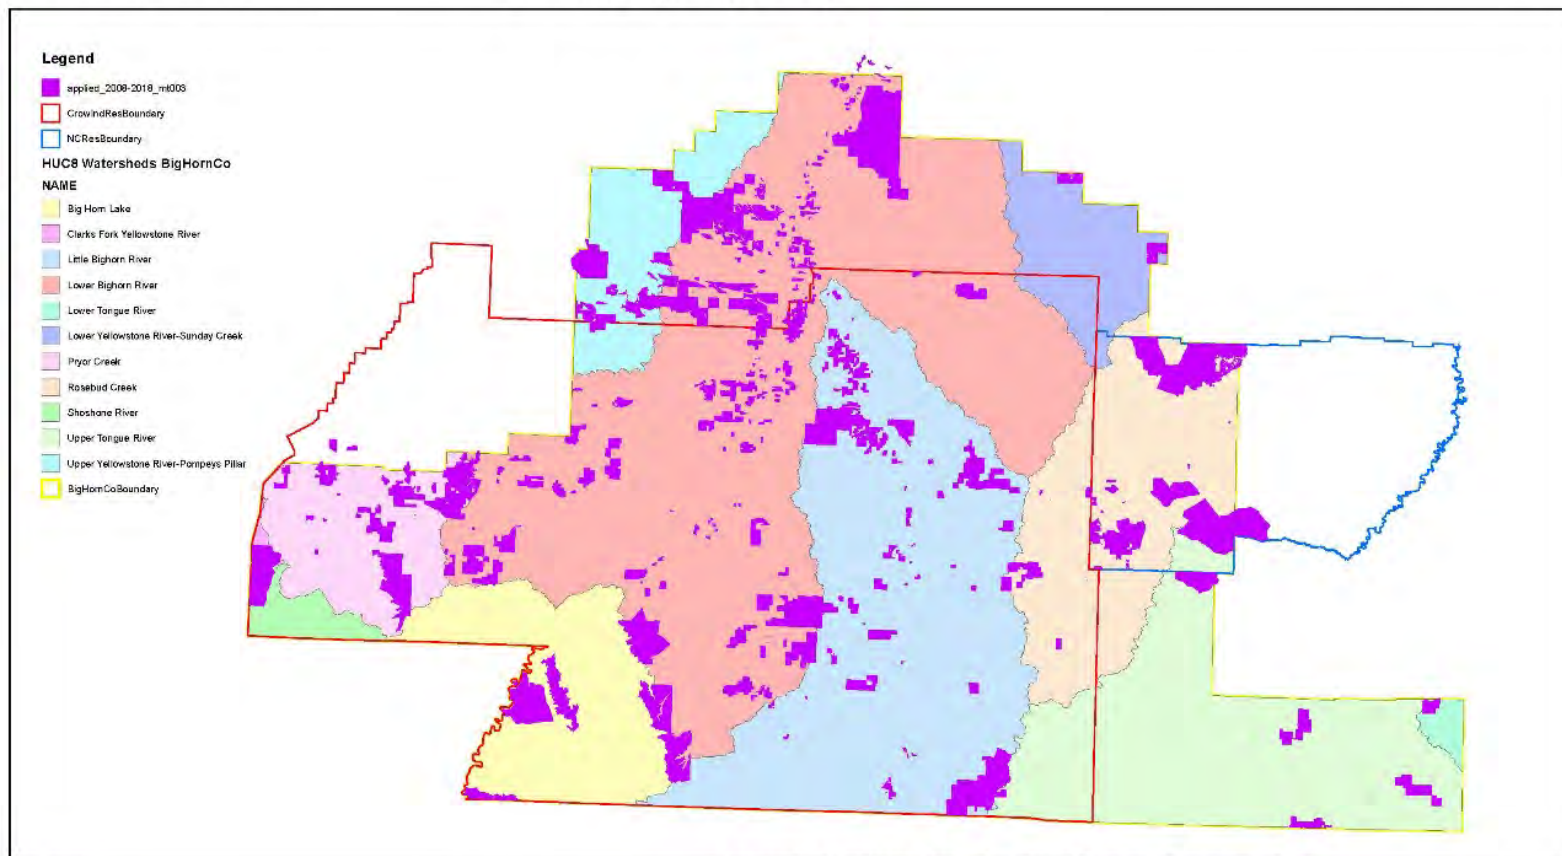 Legend
applied_2008-2018_mt003
CrowIndResBoundary
NCResBoundary
HUC8 Watersheds BigHornCo
NAME
Big Horn Lake
Clarks Fork Yellowstone River
Little Bighorn River
Lower Bighorn River
Lower Tongue River
Lower Yellowstone River-Sunday Creek
Pryor Creek
Rosebud Creek
Shoshone River
Upper Tongue River
Upper Yellowstone River-Pompeys Pillar
BigHornCoBoundary